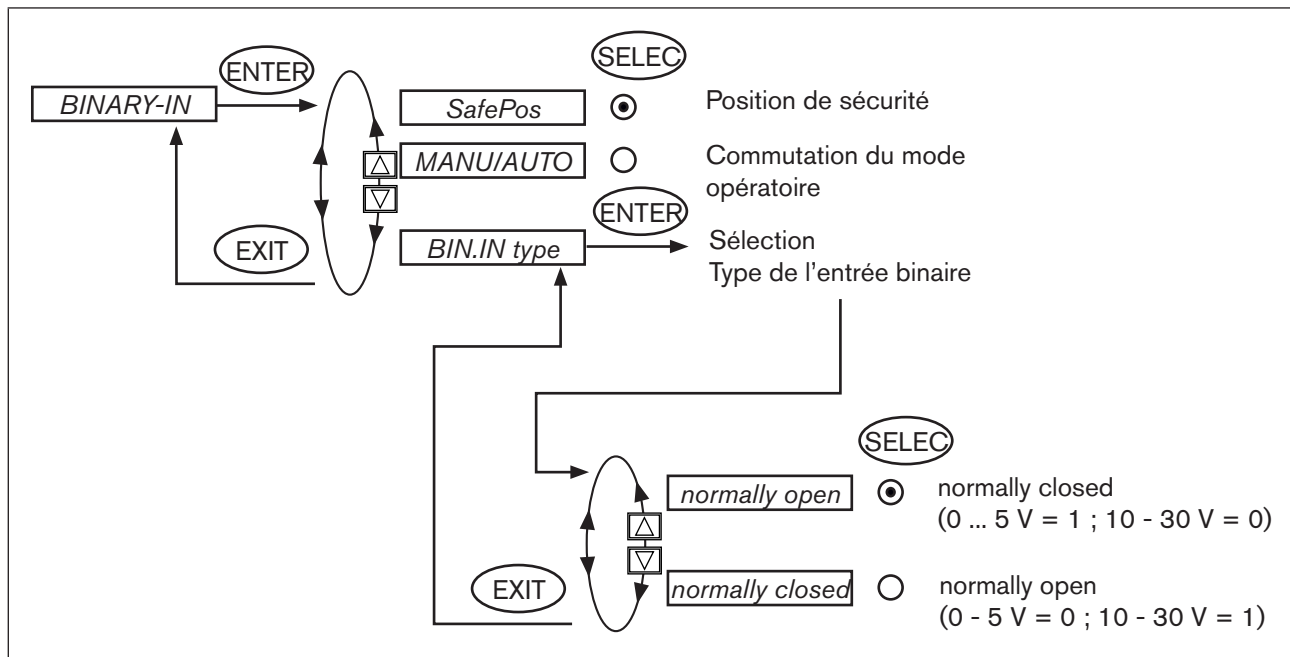 SELEC
ENTER
BINARY-IN
SafePos
Position de sécurité
MANU/AUTO
Commutation du mode
opératoire
ENTER
EXIT
BIN.IN type
Sélection
Type de l'entrée binaire
SELEC
normally open
normally closed
(0 ... 5 V = 1 ; 10 - 30 V = 0)
EXIT
normally closed
normally open
(0 - 5 V = 0 ; 10 - 30 V = 1)